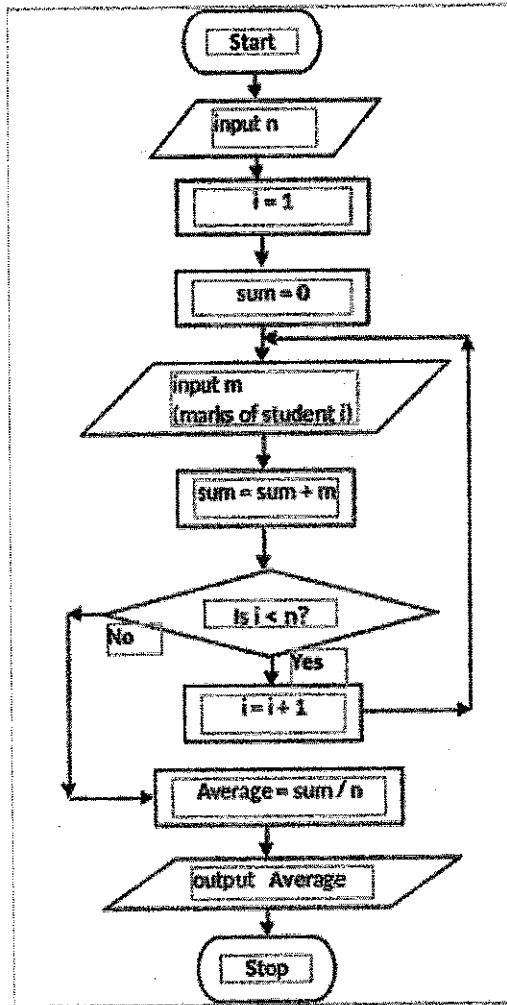 Start
input n
i = 1
sum = 0
input m
(marks of student i)
sum = sum + m
Is i < n?
No
Yes
i = i + 1
Average = sum / n
output Average
Stop